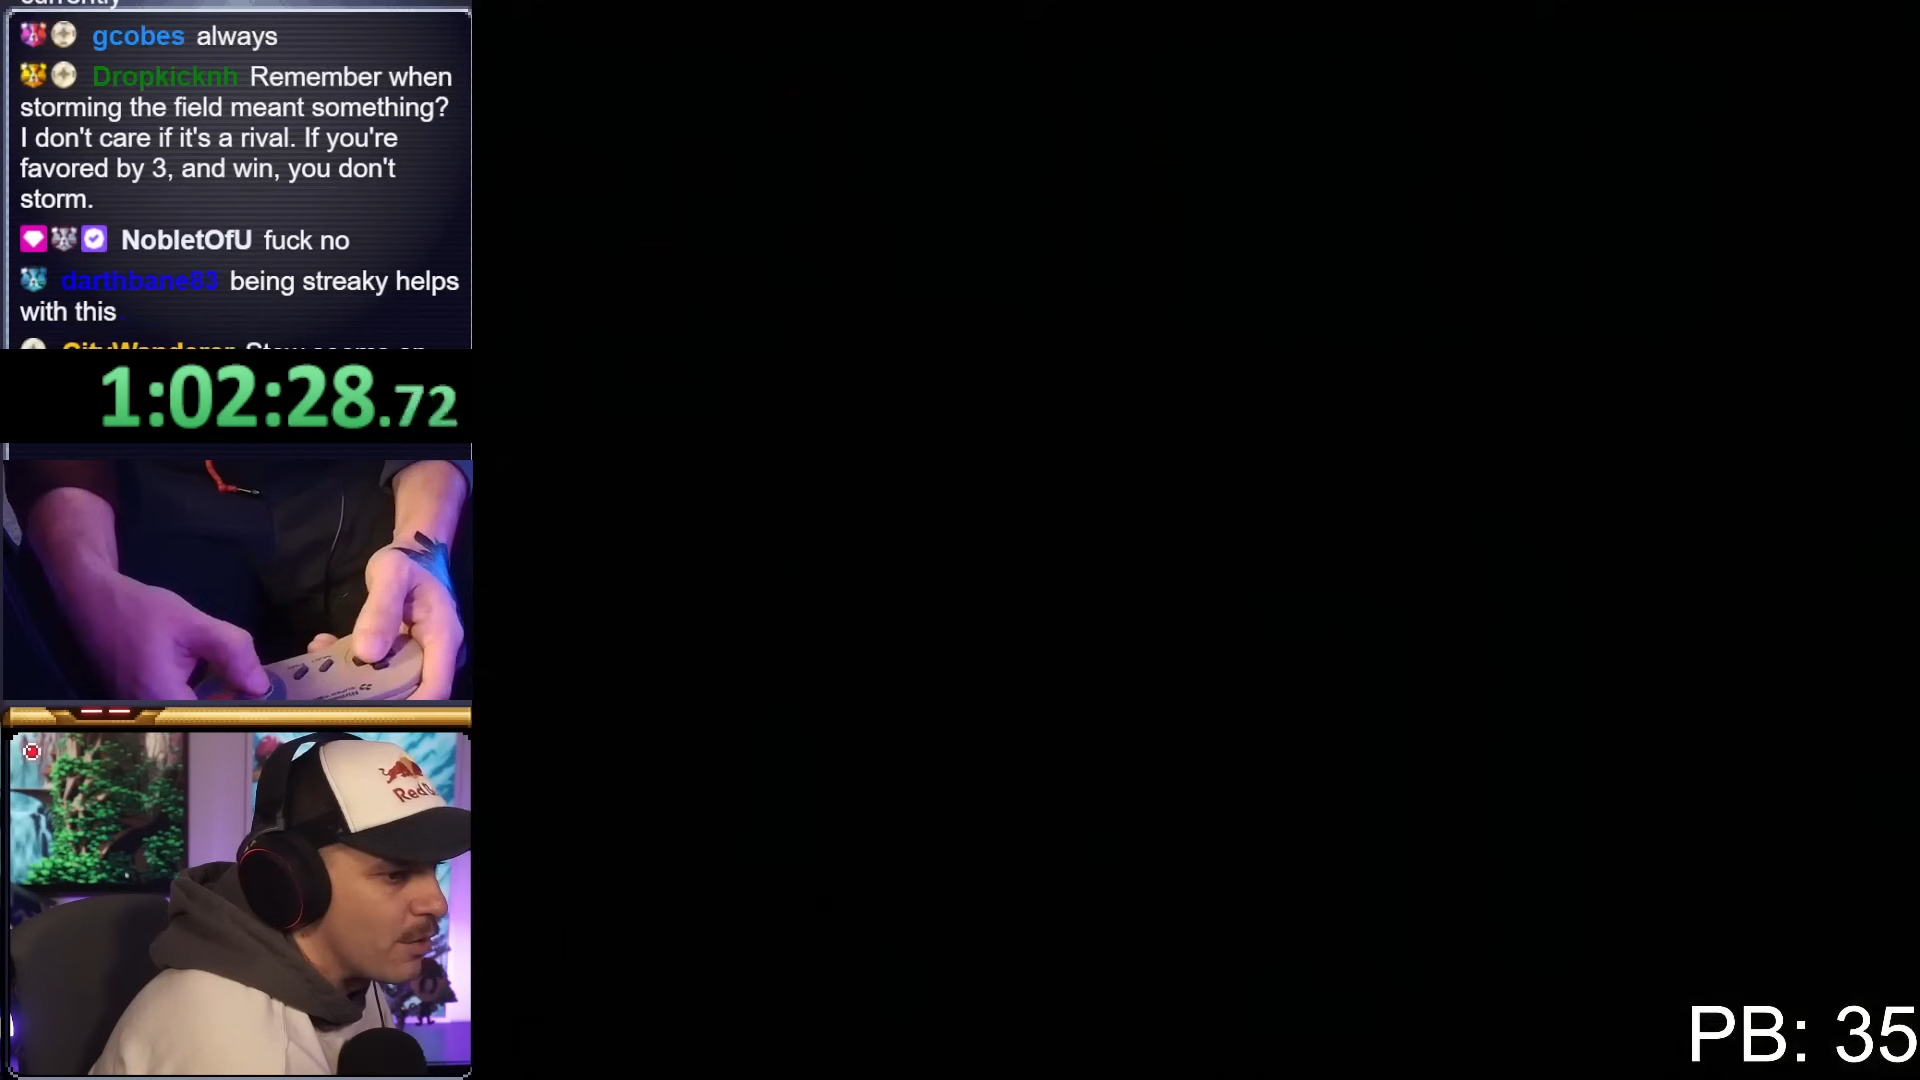 gcobes always
Dropkicknh Remember when
storming the field meant something?
I don't care if it's a rival. If you're
favored by 3, and win, you don't
storm.
NobletOfU fuck no
darthbane83 being streaky helps
with this
1:02:28.72
Red
PB: 35